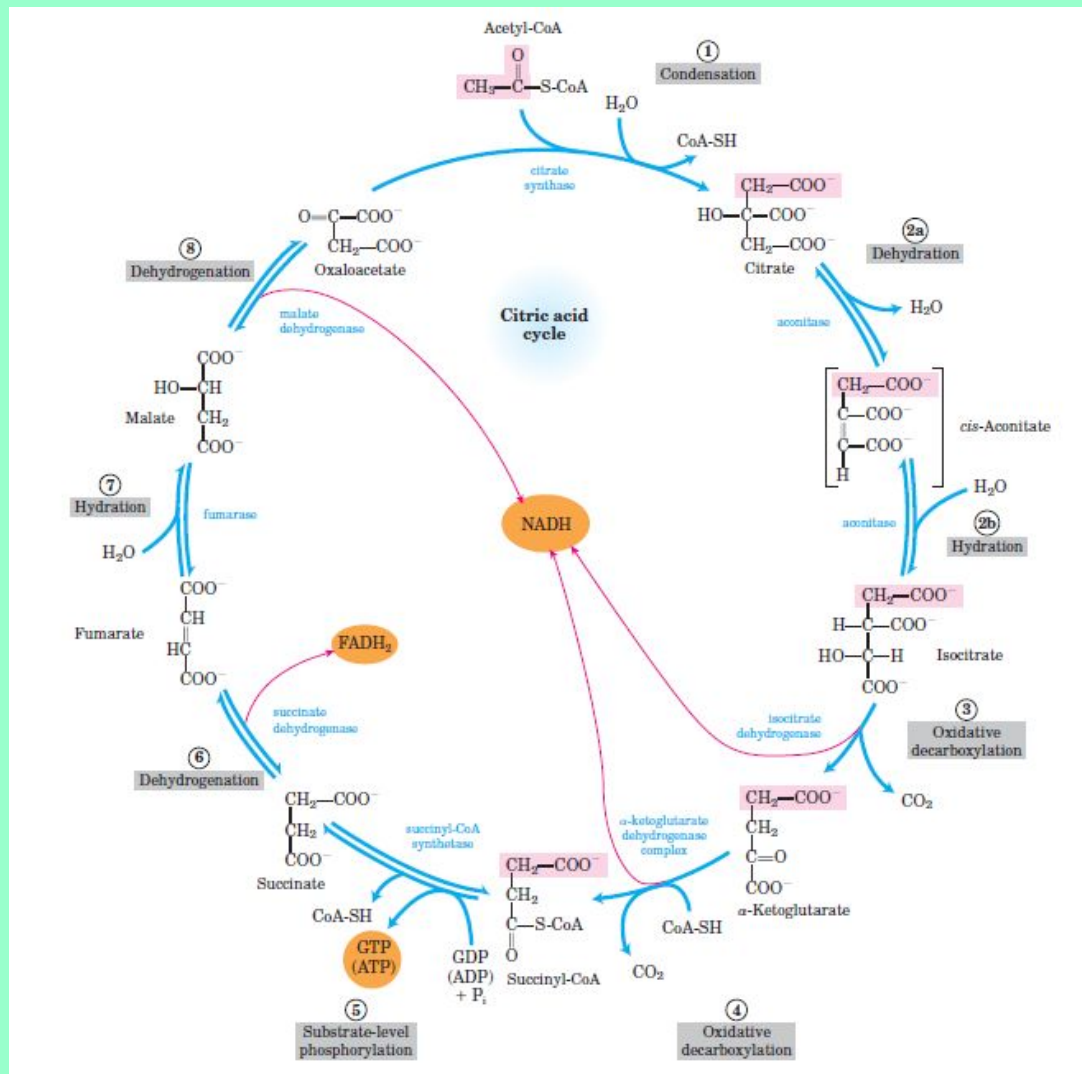 Acetyl-CoA
O
CH₃—C—S-CoA
①
Condensation
H₂O
CoA-SH
citrate
synthase
CH₂—COO⁻
HO—C—COO⁻
CH₂—COO⁻
Citrate
②a
Dehydration
H₂O
aconitase
CH₂—COO⁻
C—COO⁻
C—COO⁻
H
cis-Aconitate
H₂O
aconitase
②b
Hydration
CH₂—COO⁻
H—C—COO⁻
HO—C—H
COO⁻
Isocitrate
③
Oxidative
decarboxylation
isocitrate
dehydrogenase
CO₂
CH₂—COO⁻
CH₂
C=O
COO⁻
α-Ketoglutarate
α-ketoglutarate
dehydrogenase
complex
CoA-SH
CO₂
④
Oxidative
decarboxylation
CH₂—COO⁻
CH₂
C—S-CoA
O
Succinyl-CoA
succinyl-CoA
synthetase
GDP
(ADP)
+ Pᵢ
GTP
(ATP)
CoA-SH
⑤
Substrate-level
phosphorylation
CH₂—COO⁻
CH₂
COO⁻
Succinate
⑥
Dehydrogenation
succinate
dehydrogenase
FADH₂
COO⁻
CH
HC
COO⁻
Fumarate
⑦
Hydration
H₂O
fumarase
COO⁻
HO—CH
CH₂
COO⁻
Malate
⑧
Dehydrogenation
malate
dehydrogenase
O=C—COO⁻
CH₂—COO⁻
Oxaloacetate
Citric acid
cycle
NADH